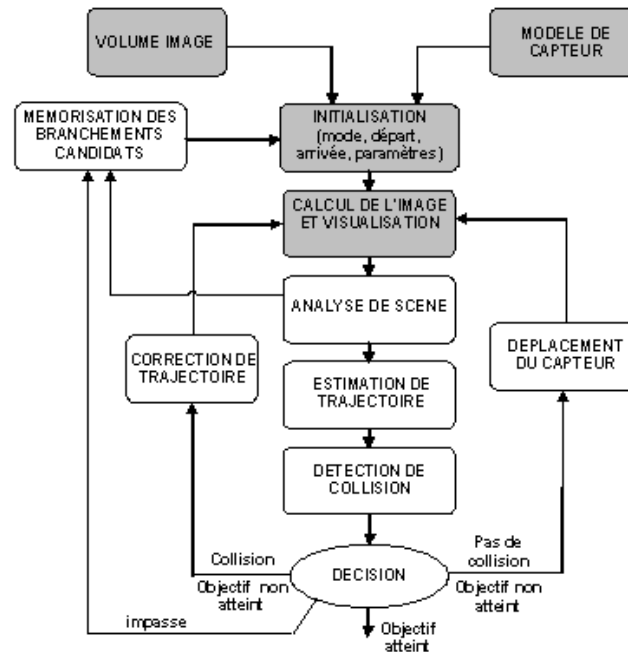 VOLUME IMAGE
MODELE DE
CAPTEUR
MEMORISATION DES
BRANCHEMENTS
CANDIDATS
INITIALISATION
(mode, départ,
arrivée, paramètres)
CALCUL DE L'IMAGE
ET VISUALISATION
ANALYSE DE SCENE
CORRECTION DE
TRAJECTOIRE
DEPLACEMENT
DU CAPTEUR
ESTIMATION DE
TRAJECTOIRE
DETECTION DE
COLLISION
DECISION
Collision
Objectif non
atteint
Pas de
collision
Objectif non
atteint
impasse
Objectif
atteint